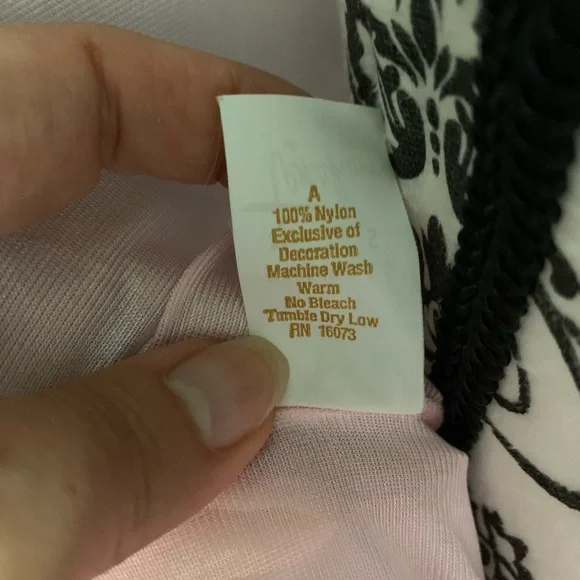 A
100% Nylon
Exclusive of
Decoration
Machine Wash
Warm
No Bleach
Tumble Dry Low
RN 16073